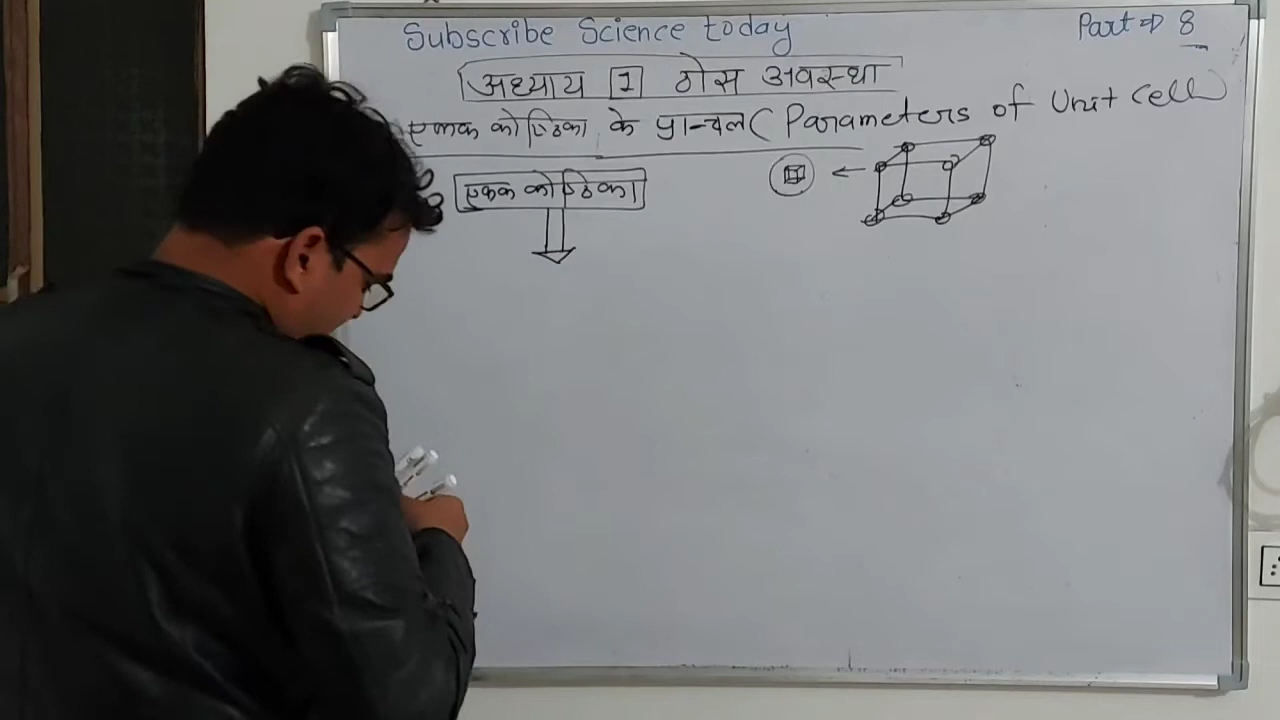 Subscribe Science today
Part ⇒ 8
अध्याय 1 ठोस अवस्था
एकक कोष्ठिका के प्राचल (Parameters of Unit Cell)
एकक कोष्ठिका